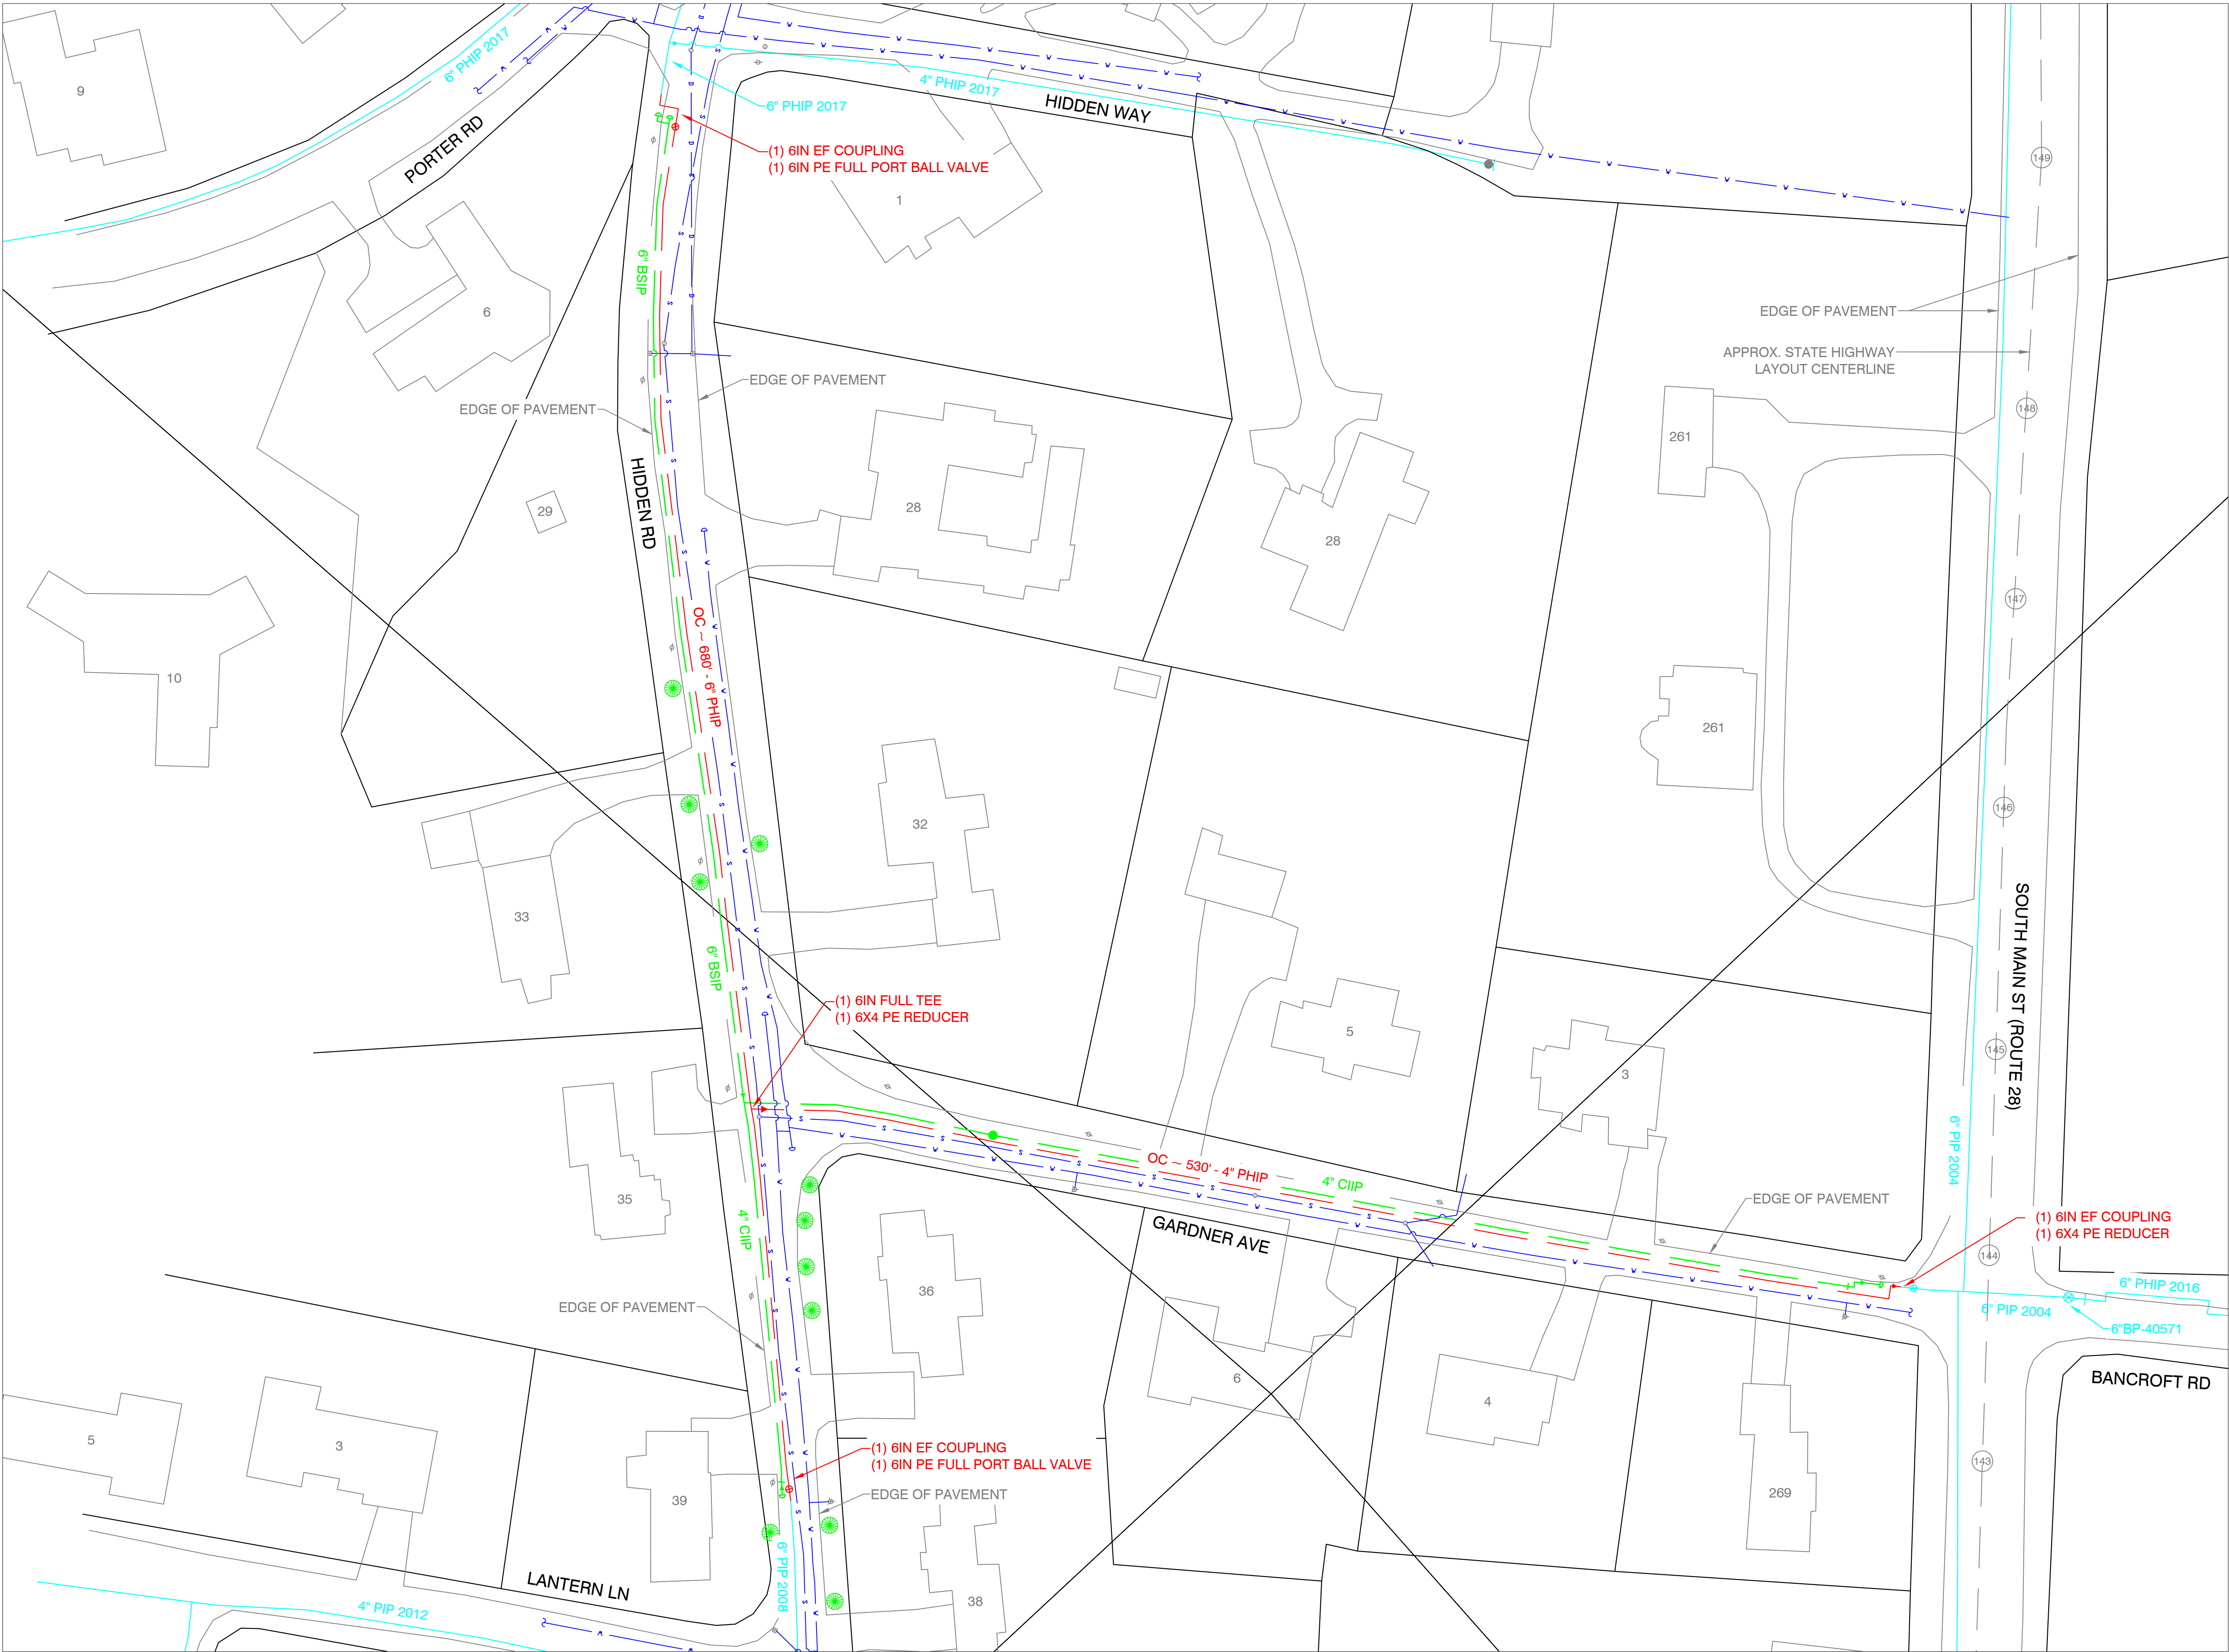 9
6" PHIP 2017
PORTER RD
6" PHIP 2017
4" PHIP 2017
HIDDEN WAY
(1) 6IN EF COUPLING
(1) 6IN PE FULL PORT BALL VALVE
1
149
6" BSIP
6
EDGE OF PAVEMENT
APPROX. STATE HIGHWAY
LAYOUT CENTERLINE
EDGE OF PAVEMENT
EDGE OF PAVEMENT
148
261
HIDDEN RD
29
28
28
147
10
OC ~ 680' - 6" PHIP
261
32
146
33
SOUTH MAIN ST (ROUTE 28)
6" BSIP
(1) 6IN FULL TEE
(1) 6X4 PE REDUCER
5
145
3
6" PIP 2004
OC ~ 530' - 4" PHIP
4" CIIP
35
4" CIIP
GARDNER AVE
EDGE OF PAVEMENT
(1) 6IN EF COUPLING
(1) 6X4 PE REDUCER
144
36
EDGE OF PAVEMENT
6" PHIP 2016
6" PIP 2004
6"BP-40571
BANCROFT RD
6
4
5
3
(1) 6IN EF COUPLING
(1) 6IN PE FULL PORT BALL VALVE
143
39
EDGE OF PAVEMENT
269
6" PIP 2008
LANTERN LN
38
4" PIP 2012